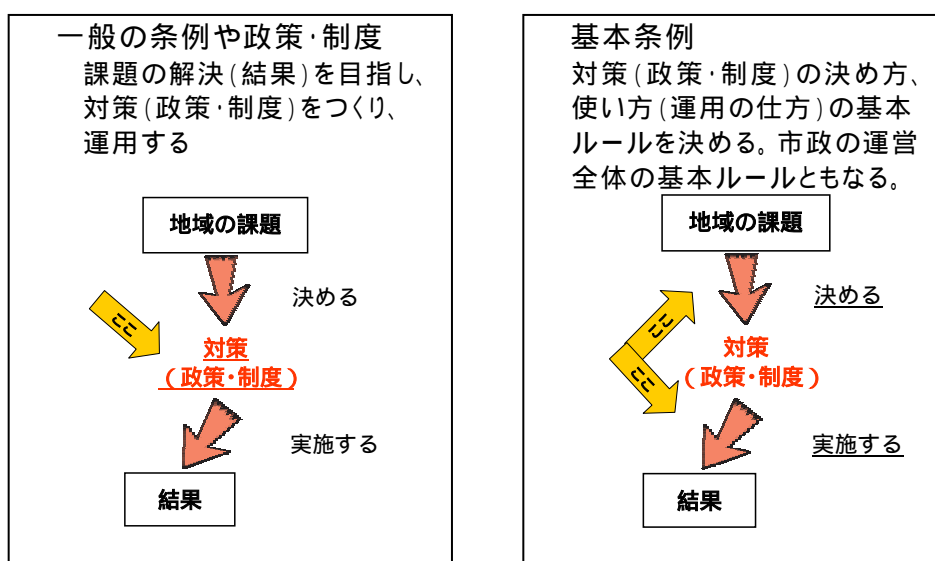 一般の条例や政策・制度
課題の解決(結果)を目指し、
対策(政策・制度)をつくり、
運用する
地域の課題
決める
ここ
対策
(政策・制度)
実施する
結果
基本条例
対策(政策・制度)の決め方、
使い方(運用の仕方)の基本
ルールを決める。市政の運営
全体の基本ルールともなる。
地域の課題
決める
ここ
対策
(政策・制度)
ここ
実施する
結果